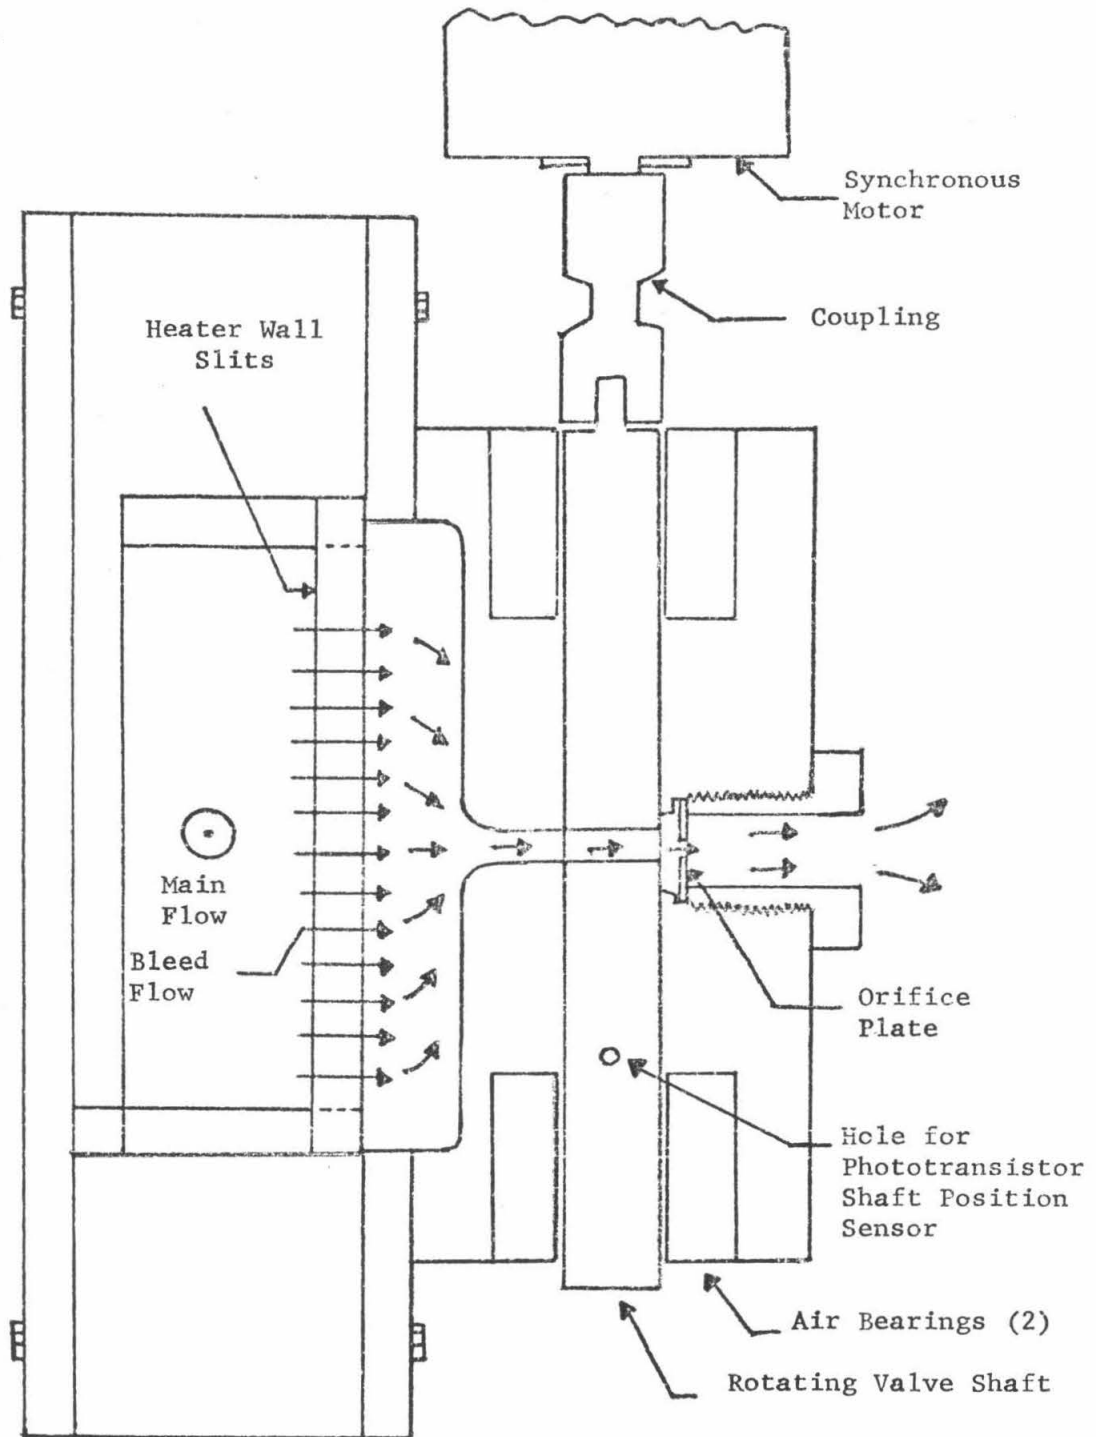 Synchronous
Motor
Coupling
Heater Wall
Slits
Main
Flow
Bleed
Flow
Orifice
Plate
Hole for
Phototransistor
Shaft Position
Sensor
Air Bearings (2)
Rotating Valve Shaft